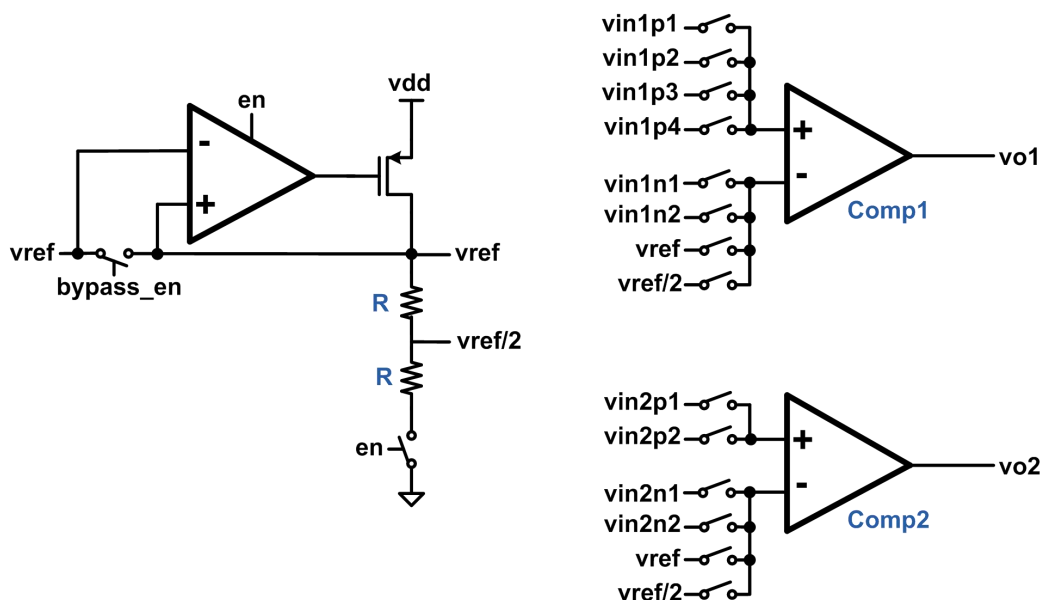 en
vdd
-
+
vref
bypass_en
vref
R
vref/2
R
en
vin1p1
vin1p2
vin1p3
vin1p4
+
-
vo1
vin1n1
vin1n2
vref
vref/2
Comp1
vin2p1
vin2p2
+
-
vo2
vin2n1
vin2n2
vref
vref/2
Comp2